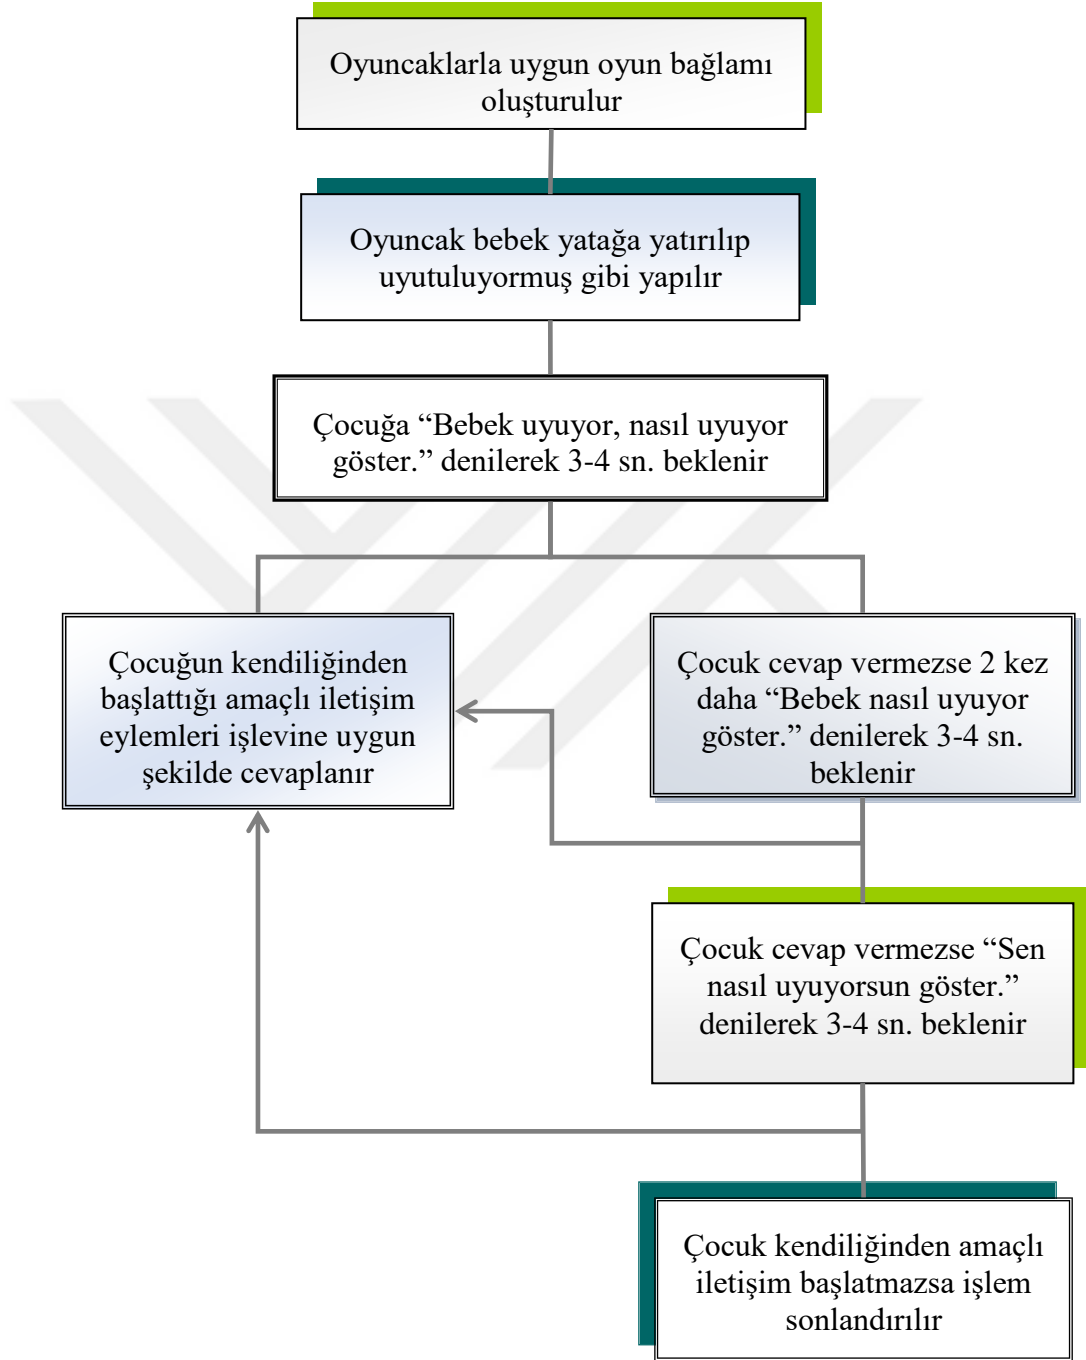 Oyuncaklarla uygun oyun bağlamı
oluşturulur
Oyuncak bebek yatağa yatırılıp
uyutuluyormuş gibi yapılır
Çocuğa “Bebek uyuyor, nasıl uyuyor
göster.” denilerek 3-4 sn. beklenir
Çocuğun kendiliğinden
başlattığı amaçlı iletişim
eylemleri işlevine uygun
şekilde cevaplanır
Çocuk cevap vermezse 2 kez
daha “Bebek nasıl uyuyor
göster.” denilerek 3-4 sn.
beklenir
Çocuk cevap vermezse “Sen
nasıl uyuyorsun göster.”
denilerek 3-4 sn. beklenir
Çocuk kendiliğinden amaçlı
iletişim başlatmazsa işlem
sonlandırılır